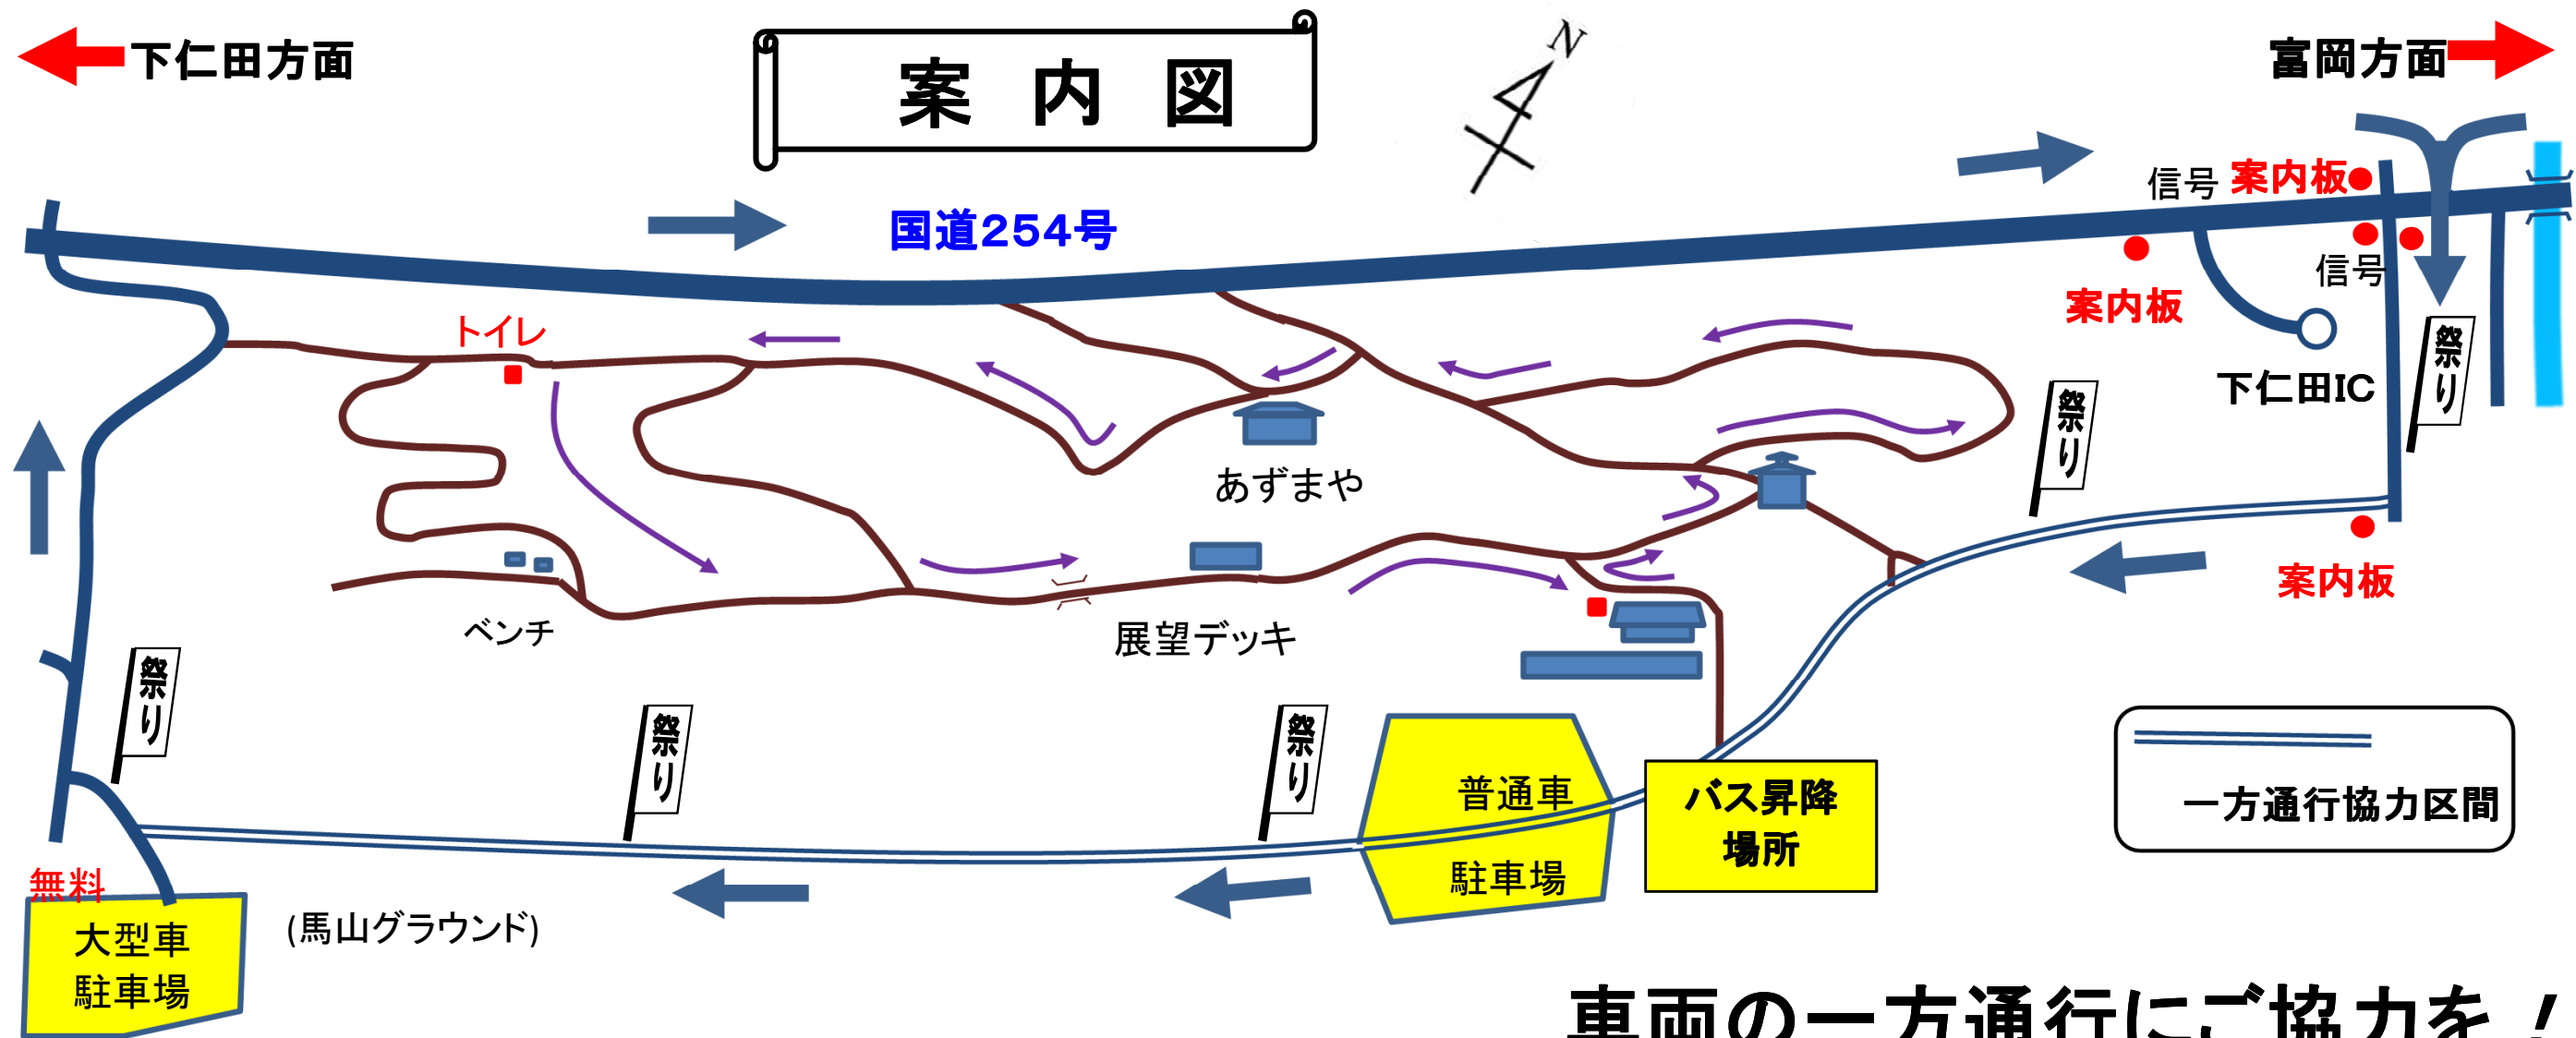 下仁田方面
案内図
N
富岡方面
国道254号
信号
案内板
信号
案内板
トイレ
下仁田IC
祭り
祭り
あずまや
案内板
ベンチ
展望デッキ
祭り
祭り
祭り
普通車
駐車場
バス昇降
場所
一方通行協力区間
無料
大型車
駐車場
(馬山グラウンド)
車両の一方通行にご協力を!